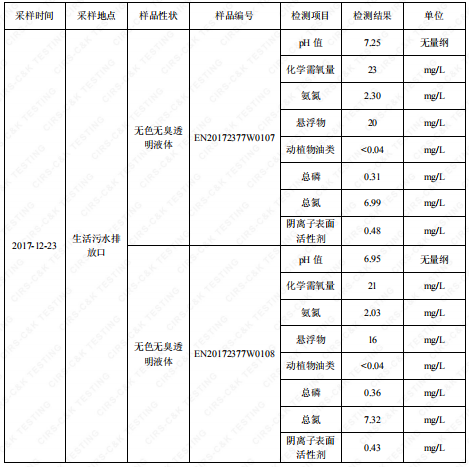 采样时间 采样地点 样品性状 样品编号 检测项目 检测结果 单位
2017-12-23 生活污水排放口 无色无臭透明液体 EN20172377W0107 pH 值 7.25 无量纲
化学需氧量 23 mg/L
氨氮 2.30 mg/L
悬浮物 20 mg/L
动植物油类 <0.04 mg/L
总磷 0.31 mg/L
总氮 6.99 mg/L
阴离子表面活性剂 0.48 mg/L
无色无臭透明液体 EN20172377W0108 pH 值 6.95 无量纲
化学需氧量 21 mg/L
氨氮 2.03 mg/L
悬浮物 16 mg/L
动植物油类 <0.04 mg/L
总磷 0.36 mg/L
总氮 7.32 mg/L
阴离子表面活性剂 0.43 mg/L